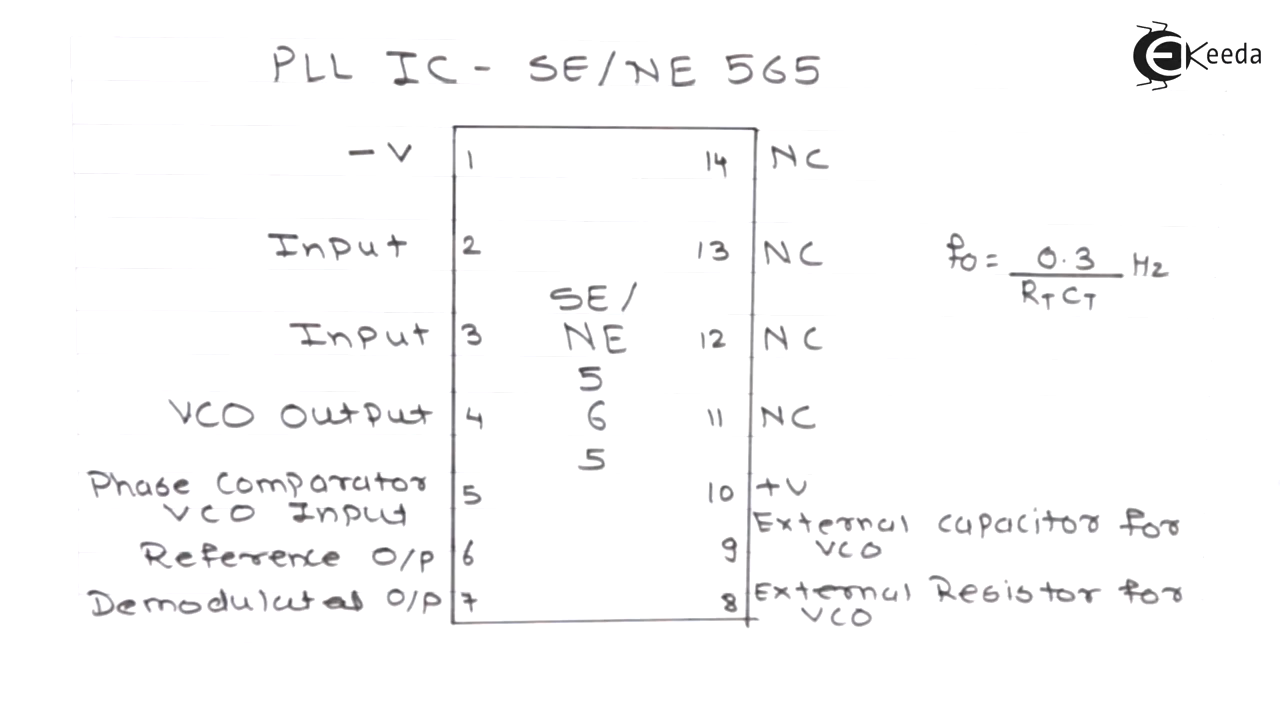 PLL IC - SE/NE 565
EKeeda
-V 1
14 NC
Input 2
13 NC
Input 3
12 NC
VCO Output 4
11 NC
Phase Comparator
VCO Input 5
10 +V
Reference O/P 6
9 External capacitor for
VCO
Demodulated O/P 7
8 External Resistor for
VCO
SE/
NE
5
6
5
fo = 0.3 / RT CT Hz